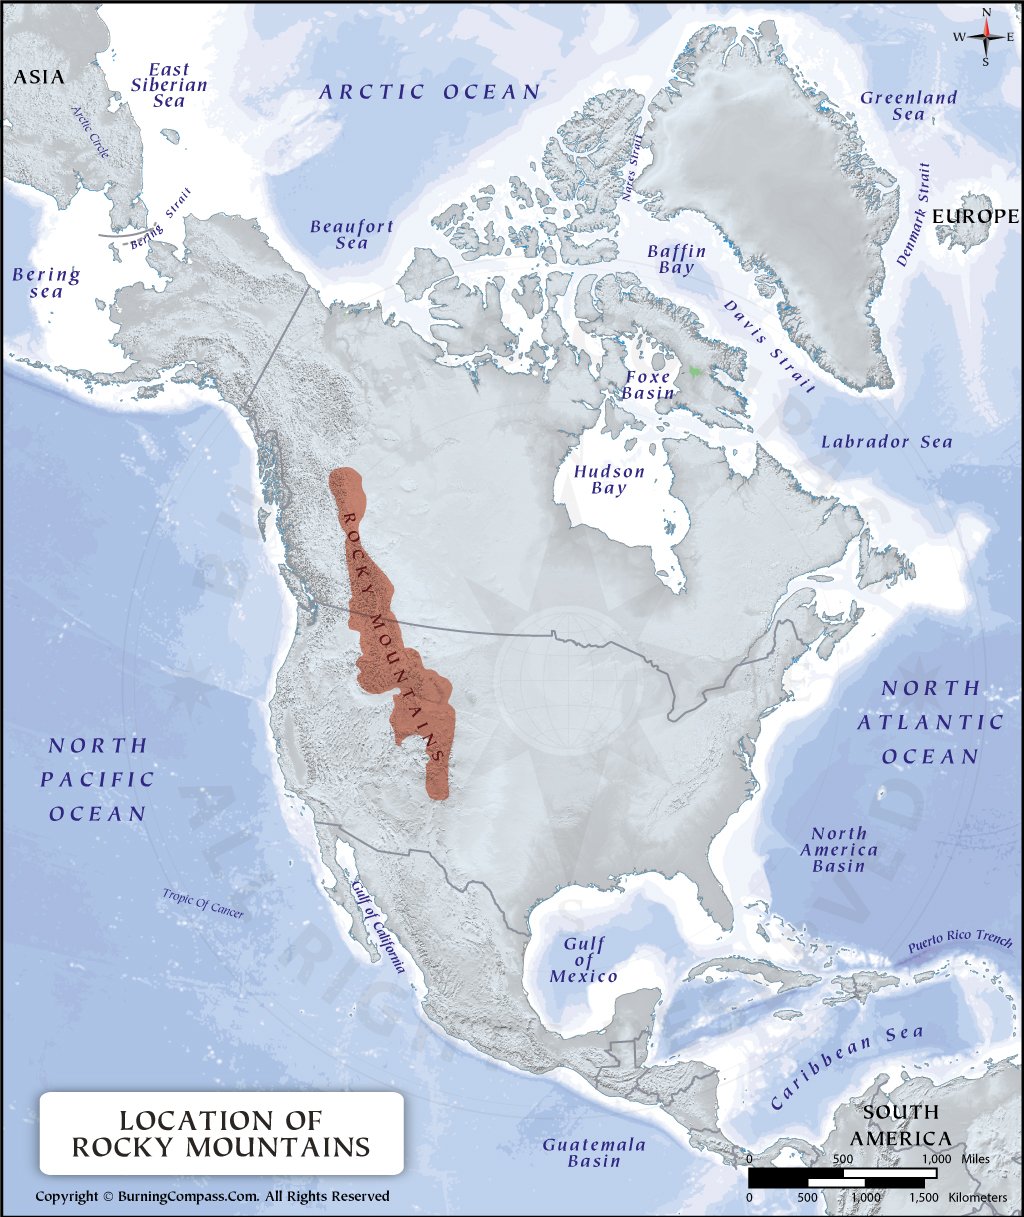 N
W E
S
ASIA
East
Siberian
Sea
ARCTIC OCEAN
Greenland
Sea
Arctic Circle
Nares Strait
Denmark Strait
Bering Strait
EUROPE
Beaufort
Sea
Baffin
Bay
Bering
sea
Davis Strait
Foxe
Basin
Labrador Sea
Hudson
Bay
ROCKY MOUNTAINS
NORTH
ATLANTIC
OCEAN
NORTH
PACIFIC
OCEAN
North
America
Basin
Tropic Of Cancer
Gulf of California
Gulf
of
Mexico
Puerto Rico Trench
Caribbean Sea
SOUTH
AMERICA
Guatemala
Basin
LOCATION OF
ROCKY MOUNTAINS
0 500 1,000 Miles
0 500 1,000 1,500 Kilometers
Copyright © BurningCompass.Com. All Rights Reserved